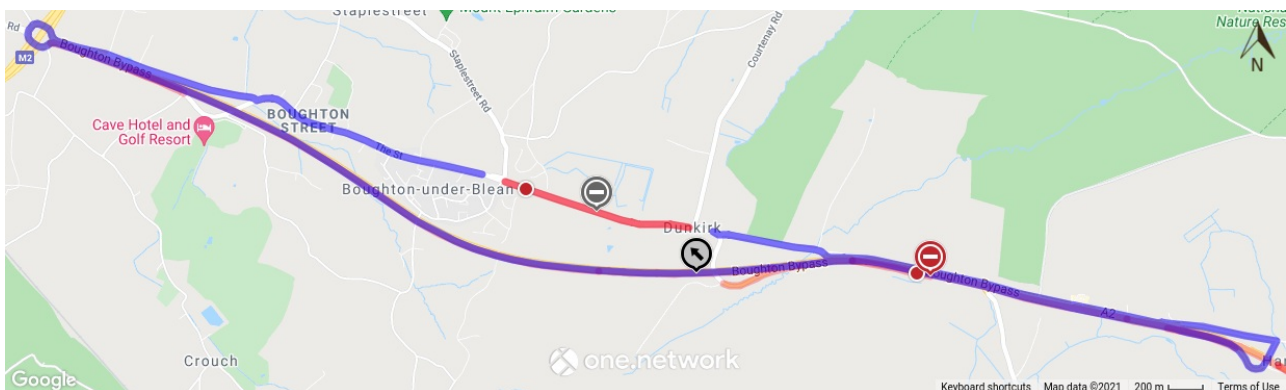 Staplestreet
Mount Ephraim Gardens
Nature Res
Rd
M2
Boughton Bypass
Staplestreet Rd
Courtenay Rd
N
BOUGHTON
STREET
Cave Hotel and
Golf Resort
The St
Boughton-under-Blean
Dunkirk
Boughton Bypass
Boughton Bypass
A2
Crouch
one.network
Ha
Google
Keyboard shortcuts
Map data ©2021
200 m
Terms of Use